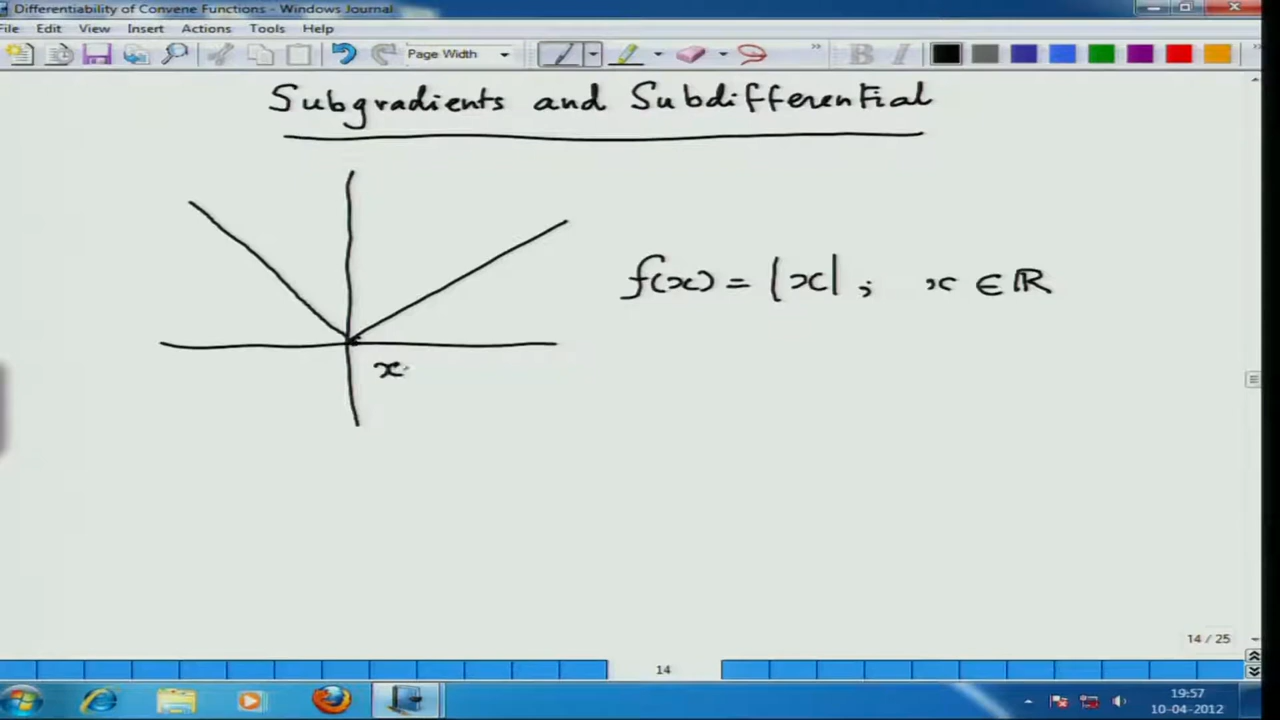 Differentiability of Convene Functions - Windows Journal
File Edit View Insert Actions Tools Help
Page Width B I
Subgradients and Subdifferential
f(x) = |x| ; x ∈ ℝ
x
14 / 25
14
19:57
10-04-2012